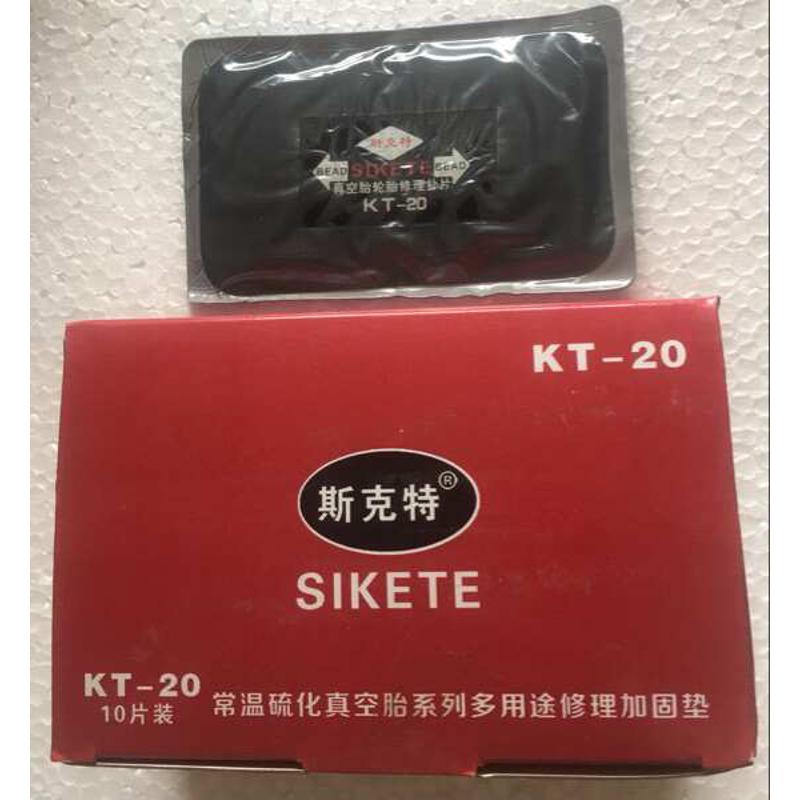 斯克特
BEAD SIKETE BEAD
真空胎轮胎修理垫片
KT-20
KT-20
斯克特®
SIKETE
KT-20
10片装
常温硫化真空胎系列多用途修理加固垫